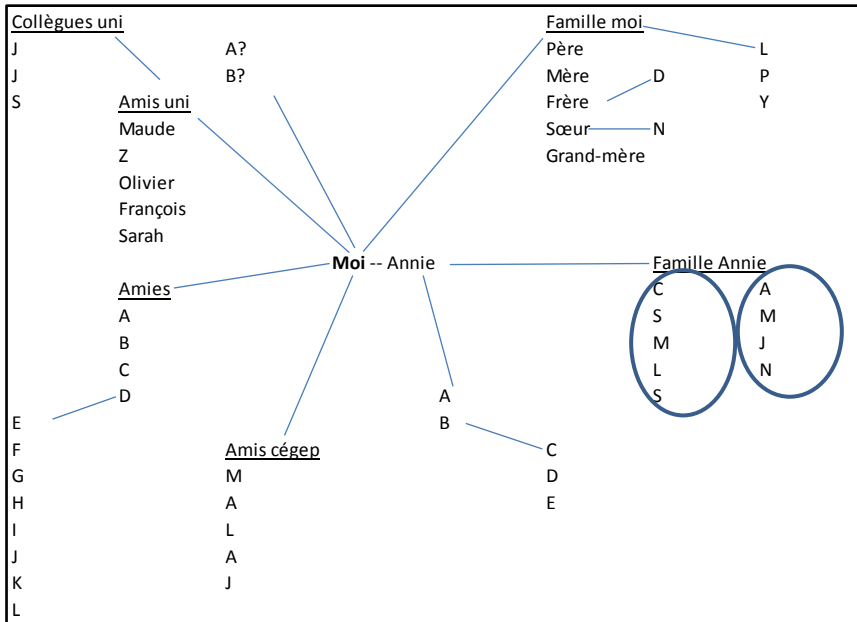 Collègues uni Famille moi
J A? Père L
J B? Mère D P
S Amis uni Frère Y
Maude Sœur N
Z Grand-mère
Olivier
François
Sarah
Moi -- Annie Famille Annie
Amies C A
A S M
B M J
C L N
D A S
E B
F Amis cégep C
G M D
H A E
I L
J A
K J
L